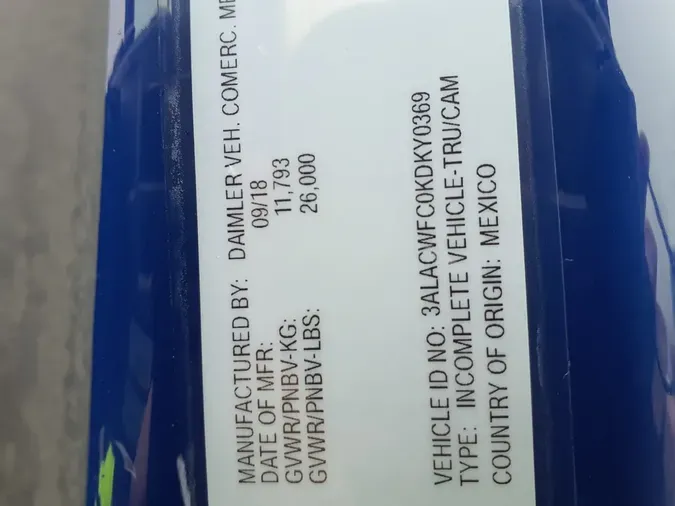 MANUFACTURED BY: DAIMLER VEH. COMERC. ME
DATE OF MFR: 09/18
GVWR/PNBV-KG: 11,793
GVWR/PNBV-LBS: 26,000
VEHICLE ID NO: 3ALACWFC0KDKY0369
TYPE: INCOMPLETE VEHICLE-TRU/CAM
COUNTRY OF ORIGIN: MEXICO